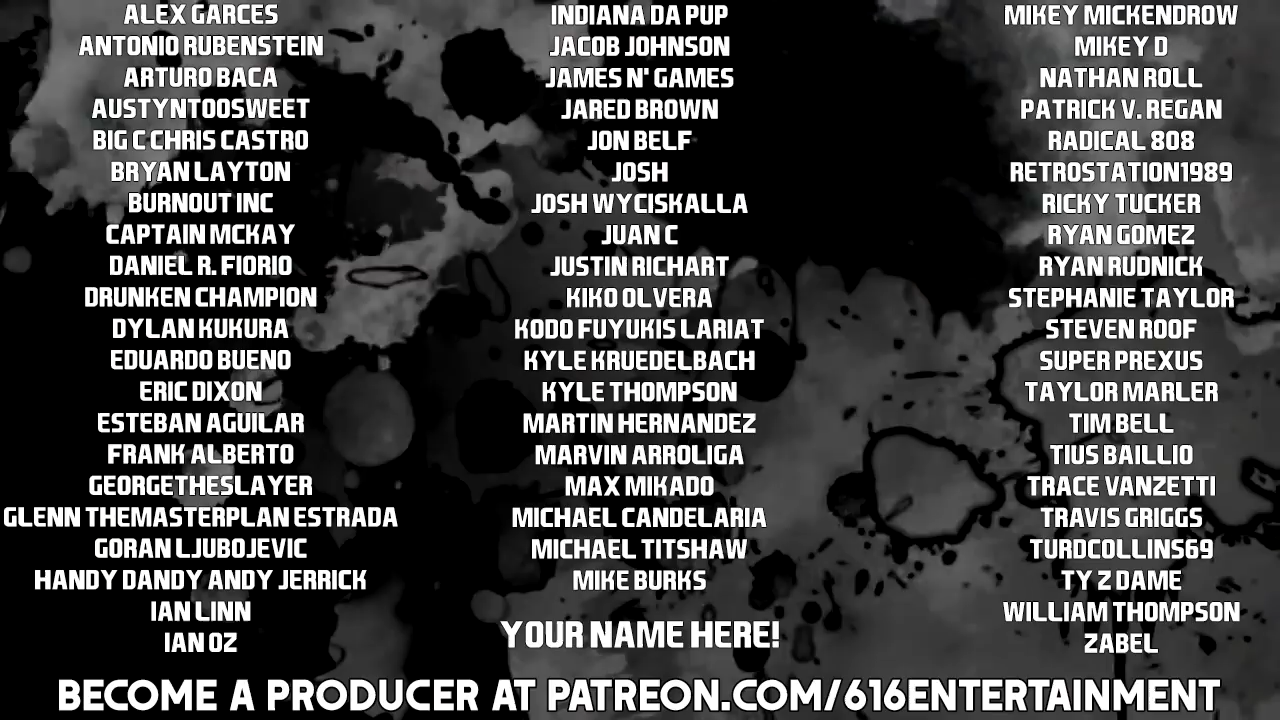 ALEX GARCES
ANTONIO RUBENSTEIN
ARTURO BACA
AUSTYNTOOSWEET
BIG C CHRIS CASTRO
BRYAN LAYTON
BURNOUT INC
CAPTAIN MCKAY
DANIEL R. FIORIO
DRUNKEN CHAMPION
DYLAN KUKURA
EDUARDO BUENO
ERIC DIXON
ESTEBAN AGUILAR
FRANK ALBERTO
GEORGETHESLAYER
GLENN THEMASTERPLAN ESTRADA
GORAN LJUBOJEVIC
HANDY DANDY ANDY JERRICK
IAN LINN
IAN OZ
INDIANA DA PUP
JACOB JOHNSON
JAMES N' GAMES
JARED BROWN
JON BELF
JOSH
JOSH WYCISKALLA
JUAN C
JUSTIN RICHART
KIKO OLVERA
KODO FUYUKIS LARIAT
KYLE KRUEDELBACH
KYLE THOMPSON
MARTIN HERNANDEZ
MARVIN ARROLIGA
MAX MIKADO
MICHAEL CANDELARIA
MICHAEL TITSHAW
MIKE BURKS
YOUR NAME HERE!
MIKEY MICKENDROW
MIKEY D
NATHAN ROLL
PATRICK V. REGAN
RADICAL 808
RETROSTATION1989
RICKY TUCKER
RYAN GOMEZ
RYAN RUDNICK
STEPHANIE TAYLOR
STEVEN ROOF
SUPER PREXUS
TAYLOR MARLER
TIM BELL
TIUS BAILLIO
TRACE VANZETTI
TRAVIS GRIGGS
TURDCOLLINS69
TY Z DAME
WILLIAM THOMPSON
ZABEL
BECOME A PRODUCER AT PATREON.COM/616ENTERTAINMENT